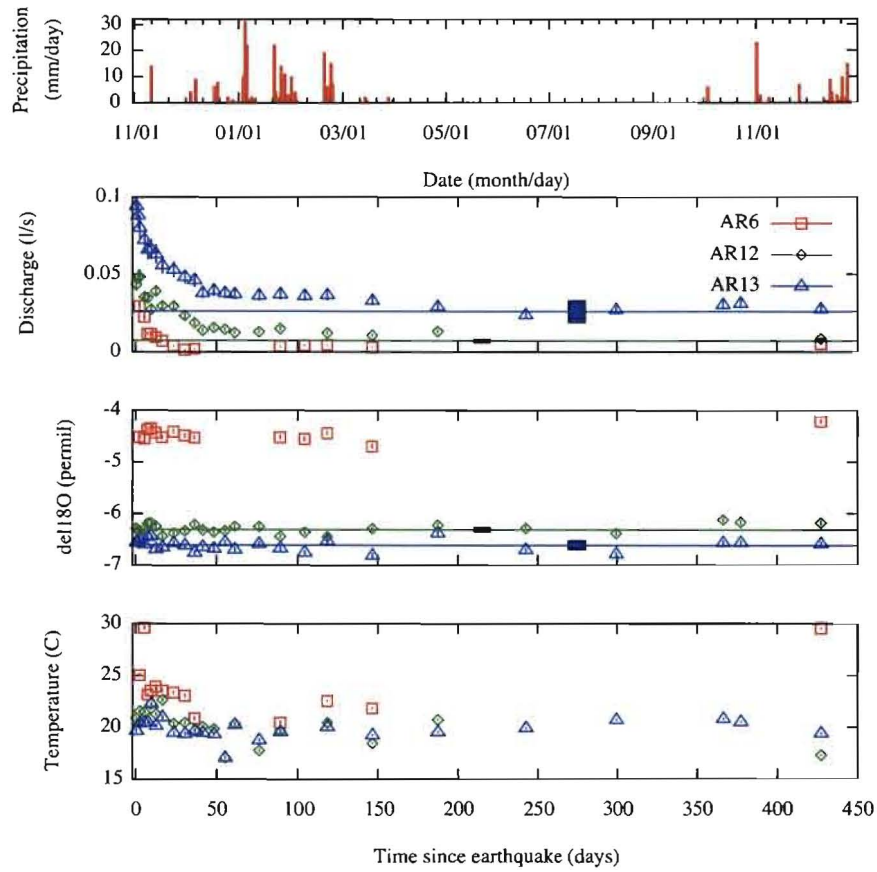 Precipitation
(mm/day)
30
20
10
0
11/01 01/01 03/01 05/01 07/01 09/01 11/01
Date (month/day)
Discharge (l/s)
0.1
0.05
0
AR6
AR12
AR13
del18O (permil)
-4
-5
-6
-7
Temperature (C)
30
25
20
15
0 50 100 150 200 250 300 350 400 450
Time since earthquake (days)